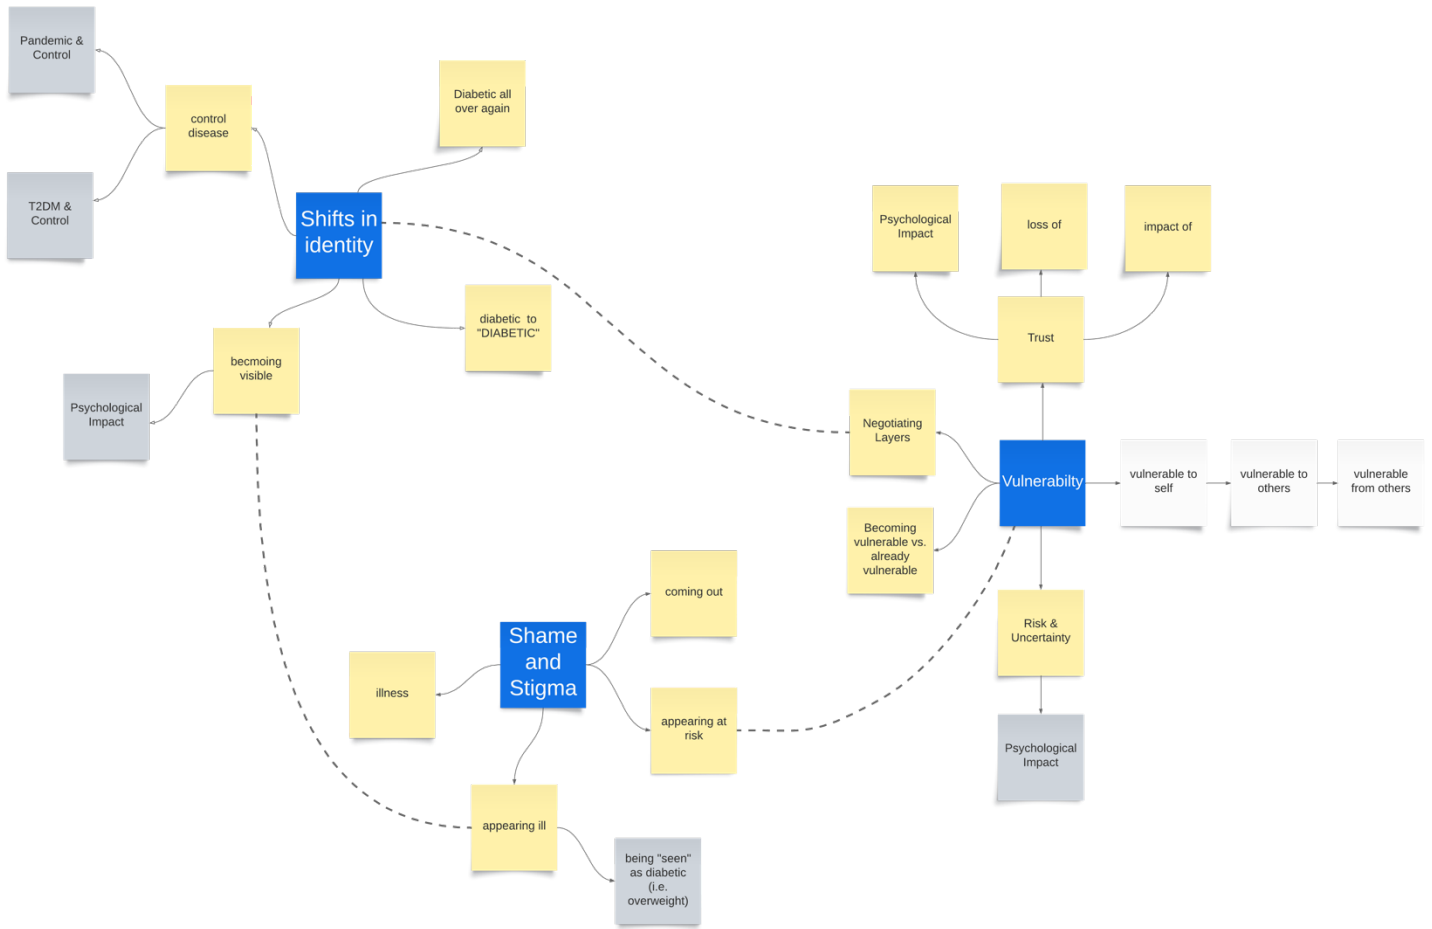 Pandemic &
Control
control
disease
T2DM &
Control
Diabetic all
over again
Shifts in
identity
diabetic to
"DIABETIC"
becmoing
visible
Psychological
Impact
Psychological
Impact
loss of
impact of
Trust
Negotiating
Layers
Vulnerabilty
vulnerable to
self
vulnerable to
others
vulnerable
from others
Becoming
vulnerable vs.
already
vulnerable
Risk &
Uncertainty
Psychological
Impact
coming out
Shame
and
Stigma
illness
appearing at
risk
appearing ill
being "seen"
as diabetic
(i.e.
overweight)